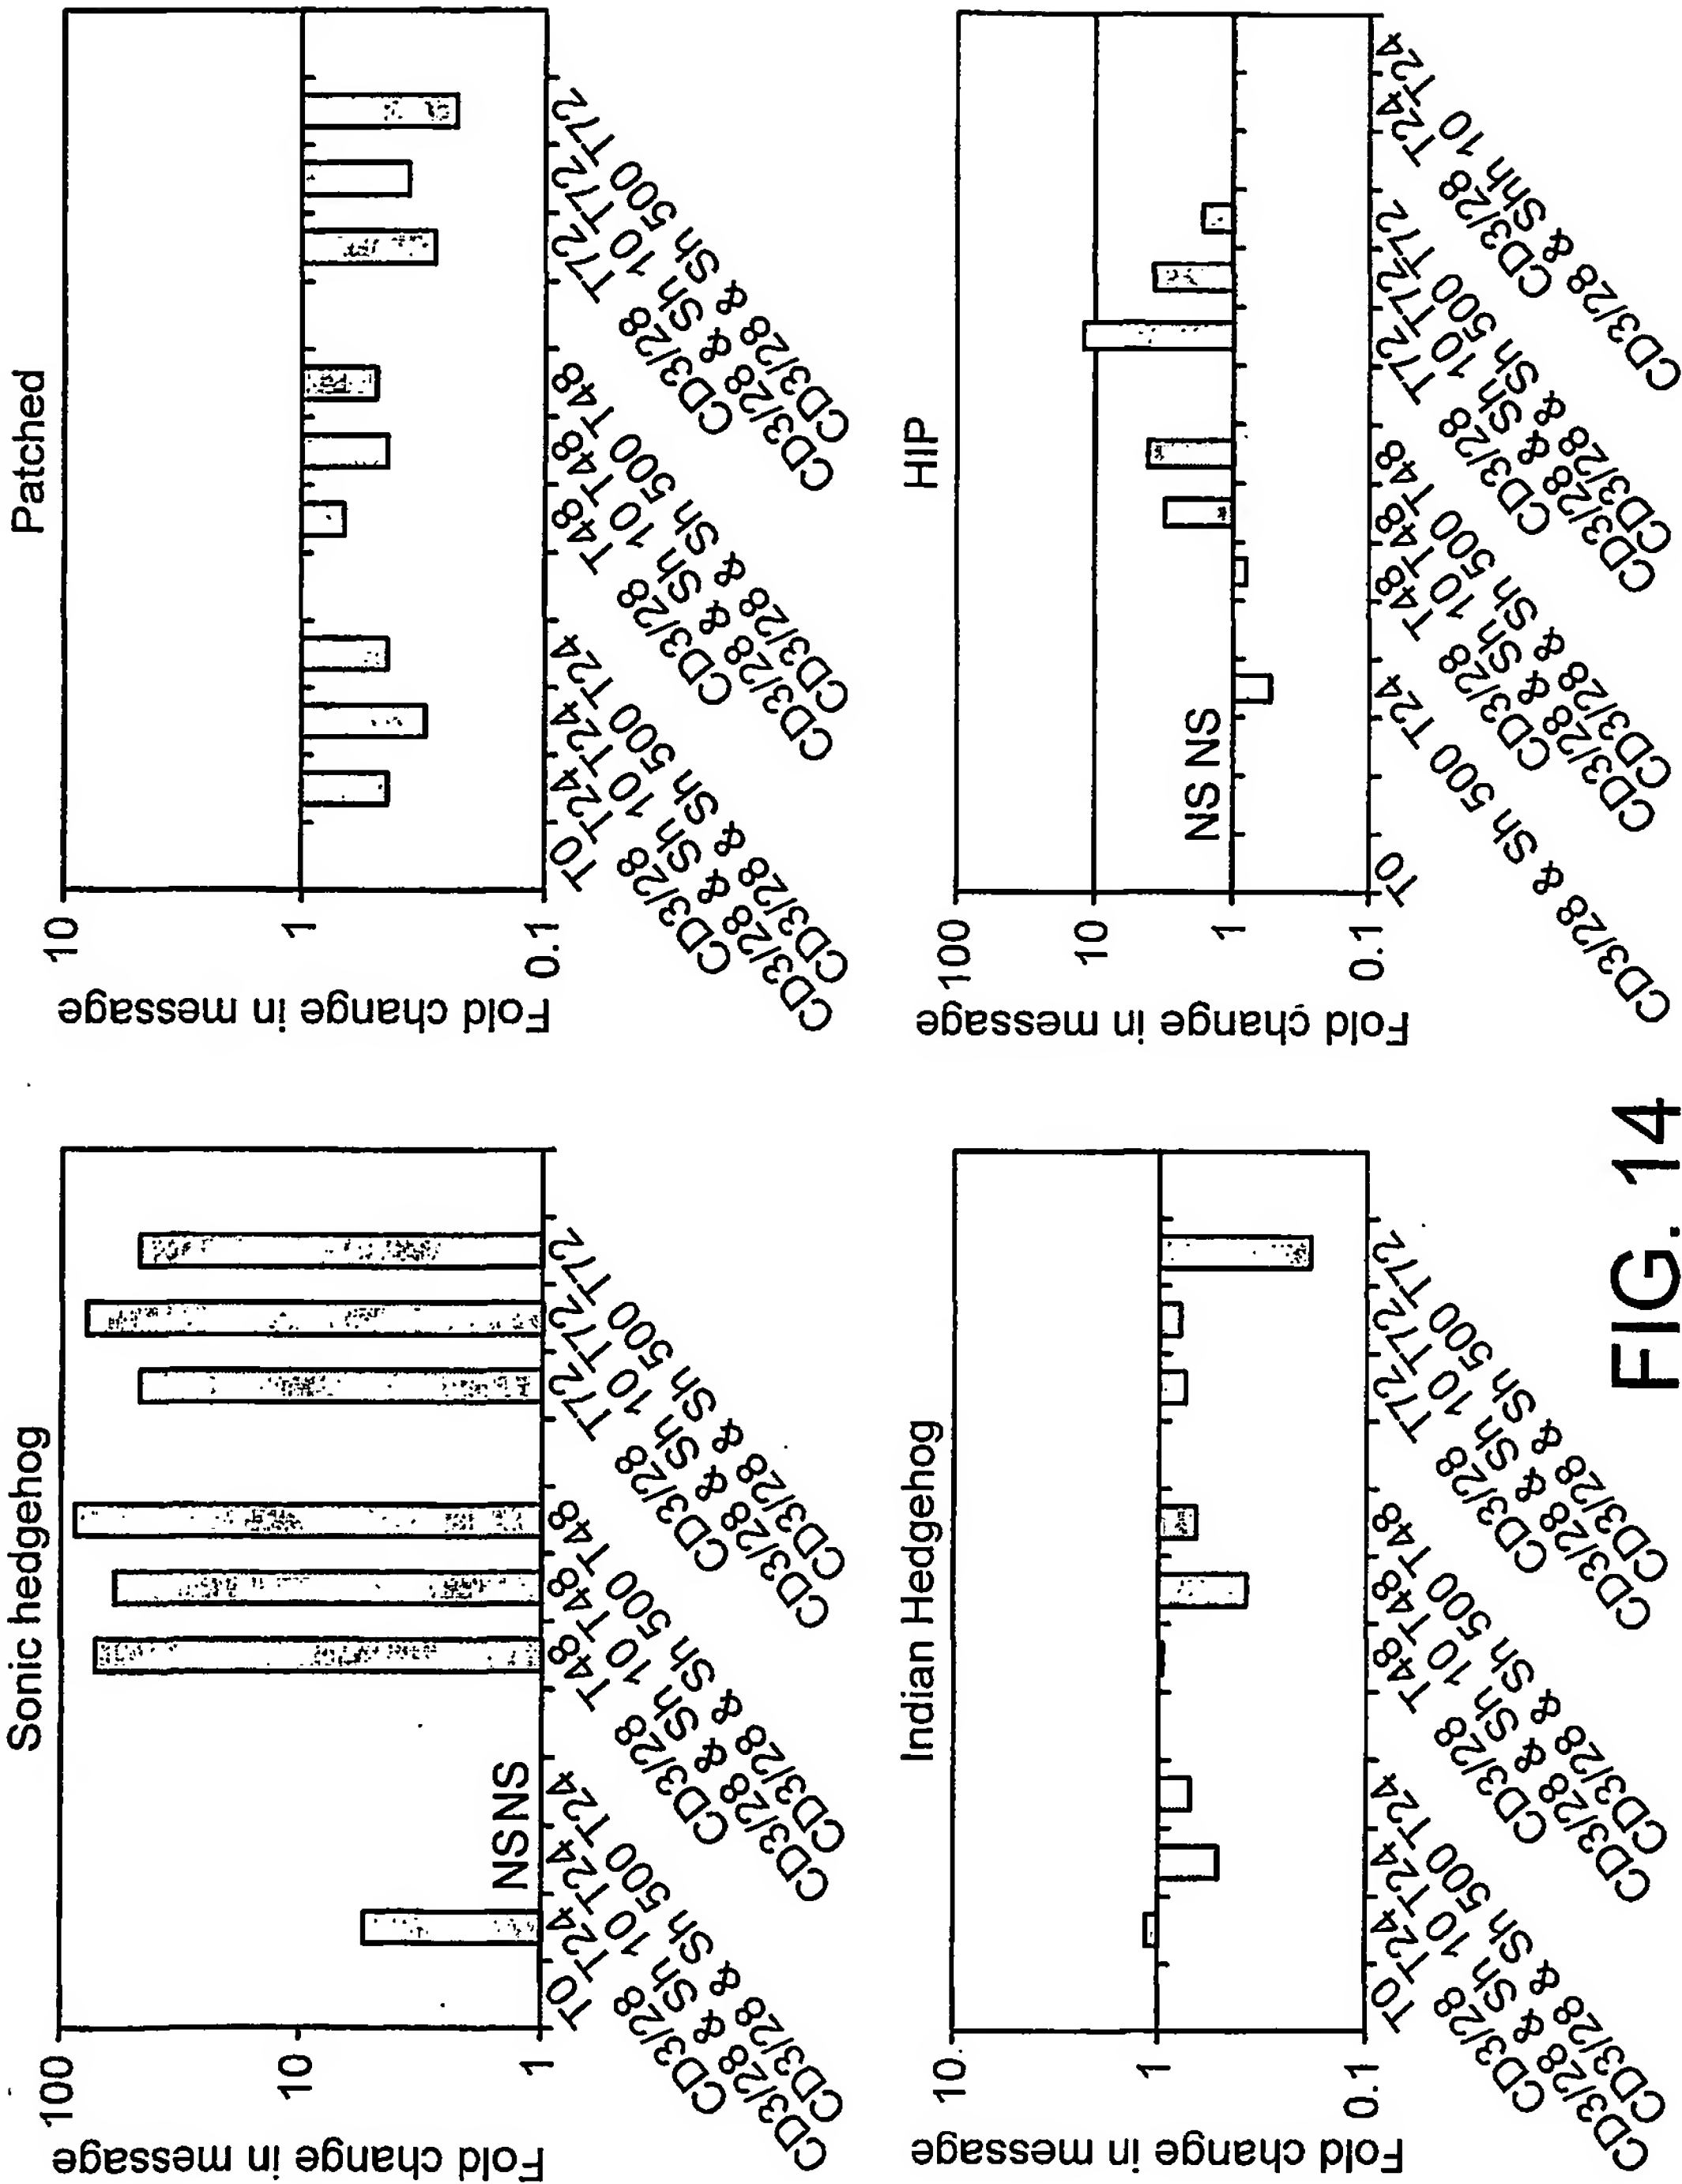 Sonic hedgehog
Fold change in message
100
10
1
NS NS
T0
CD3/28 T24
CD3/28 & Sh 10 T24
CD3/28 & Sh 500 T24
CD3/28 T48
CD3/28 & Sh 10 T48
CD3/28 & Sh 500 T48
CD3/28 T72
CD3/28 & Sh 10 T72
CD3/28 & Sh 500 T72
Patched
Fold change in message
10
1
0.1
T0
CD3/28 T24
CD3/28 & Sh 10 T24
CD3/28 & Sh 500 T24
CD3/28 T48
CD3/28 & Sh 10 T48
CD3/28 & Sh 500 T48
CD3/28 T72
CD3/28 & Sh 10 T72
CD3/28 & Sh 500 T72
Indian Hedgehog
Fold change in message
10
1
0.1
T0
CD3/28 T24
CD3/28 & Sh 10 T24
CD3/28 & Sh 500 T24
CD3/28 T48
CD3/28 & Sh 10 T48
CD3/28 & Sh 500 T48
CD3/28 T72
CD3/28 & Sh 10 T72
CD3/28 & Sh 500 T72
HIP
Fold change in message
100
10
1
0.1
NS NS
T0
CD3/28 & Sh 500 T24
CD3/28 T48
CD3/28 & Sh 10 T48
CD3/28 & Sh 500 T48
CD3/28 T72
CD3/28 & Sh 10 T72
CD3/28 & Sh 500 T72
CD3/28 T24
CD3/28 & Shh 10 T24
FIG. 14